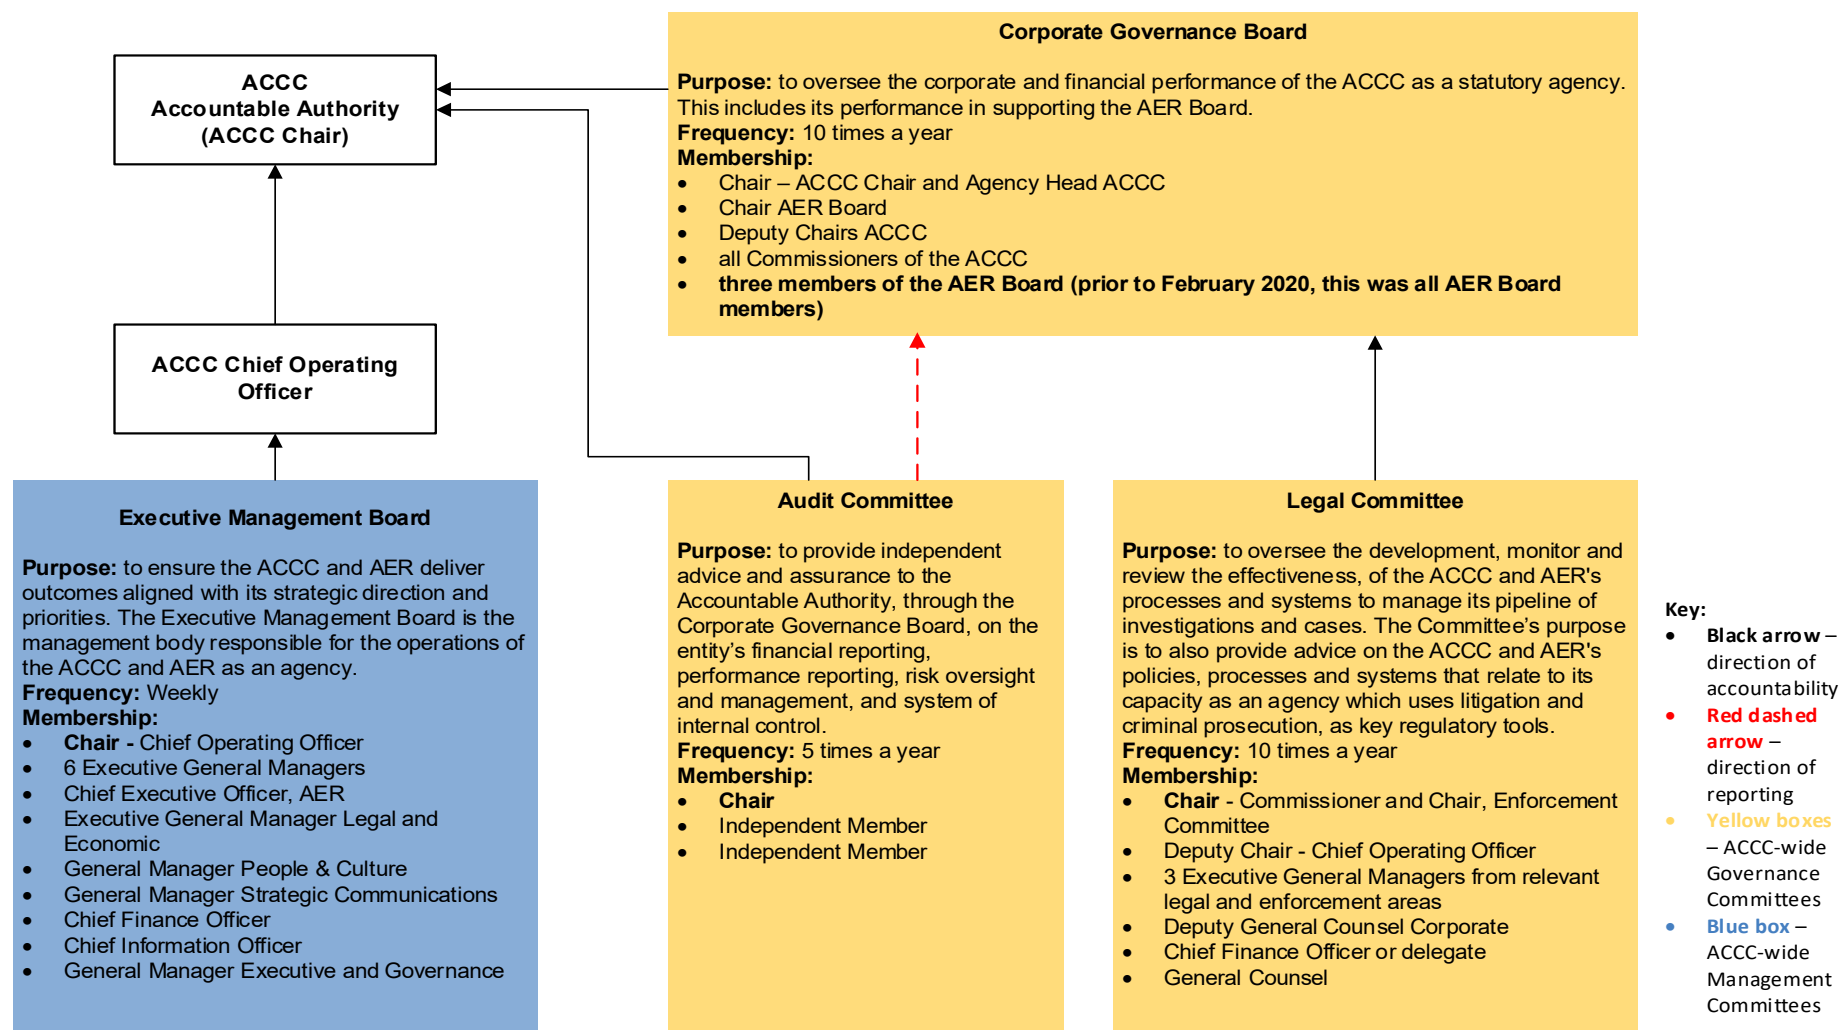 ACCC
Accountable Authority
(ACCC Chair)
ACCC Chief Operating
Officer
Corporate Governance Board
Purpose: to oversee the corporate and financial performance of the ACCC as a statutory agency.
This includes its performance in supporting the AER Board.
Frequency: 10 times a year
Membership:
• Chair – ACCC Chair and Agency Head ACCC
• Chair AER Board
• Deputy Chairs ACCC
• all Commissioners of the ACCC
• three members of the AER Board (prior to February 2020, this was all AER Board
members)
Executive Management Board
Purpose: to ensure the ACCC and AER deliver
outcomes aligned with its strategic direction and
priorities. The Executive Management Board is the
management body responsible for the operations of
the ACCC and AER as an agency.
Frequency: Weekly
Membership:
• Chair - Chief Operating Officer
• 6 Executive General Managers
• Chief Executive Officer, AER
• Executive General Manager Legal and
Economic
• General Manager People & Culture
• General Manager Strategic Communications
• Chief Finance Officer
• Chief Information Officer
• General Manager Executive and Governance
Audit Committee
Purpose: to provide independent
advice and assurance to the
Accountable Authority, through the
Corporate Governance Board, on the
entity's financial reporting,
performance reporting, risk oversight
and management, and system of
internal control.
Frequency: 5 times a year
Membership:
• Chair
• Independent Member
• Independent Member
Legal Committee
Purpose: to oversee the development, monitor and
review the effectiveness, of the ACCC and AER's
processes and systems to manage its pipeline of
investigations and cases. The Committee's purpose
is to also provide advice on the ACCC and AER's
policies, processes and systems that relate to its
capacity as an agency which uses litigation and
criminal prosecution, as key regulatory tools.
Frequency: 10 times a year
Membership:
• Chair - Commissioner and Chair, Enforcement
Committee
• Deputy Chair - Chief Operating Officer
• 3 Executive General Managers from relevant
legal and enforcement areas
• Deputy General Counsel Corporate
• Chief Finance Officer or delegate
• General Counsel
Key:
• Black arrow –
direction of
accountability
• Red dashed
arrow –
direction of
reporting
• Yellow boxes
– ACCC-wide
Governance
Committees
• Blue box –
ACCC-wide
Management
Committees